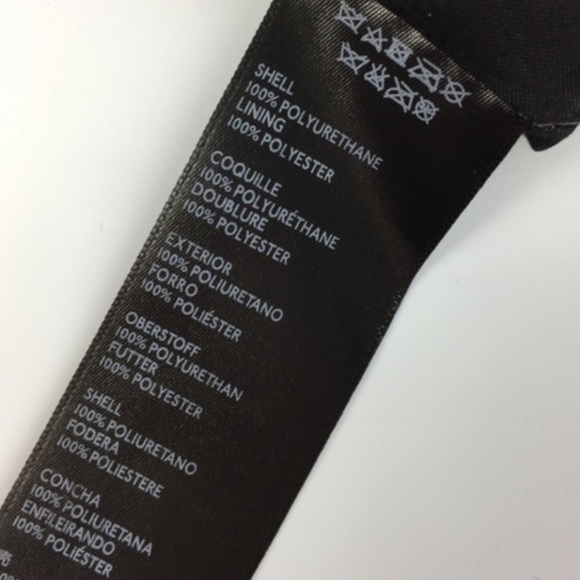 SHELL
100% POLYURETHANE
LINING
100% POLYESTER
COQUILLE
100% POLYURÉTHANE
DOUBLURE
100% POLYESTER
EXTERIOR
100% POLIURETANO
FORRO
100% POLIÉSTER
OBERSTOFF
100% POLYURETHAN
FUTTER
100% POLYESTER
SHELL
100% POLIURETANO
FODERA
100% POLIESTERE
CONCHA
100% POLIURETANA
ENFILEIRANDO
100% POLIÉSTER